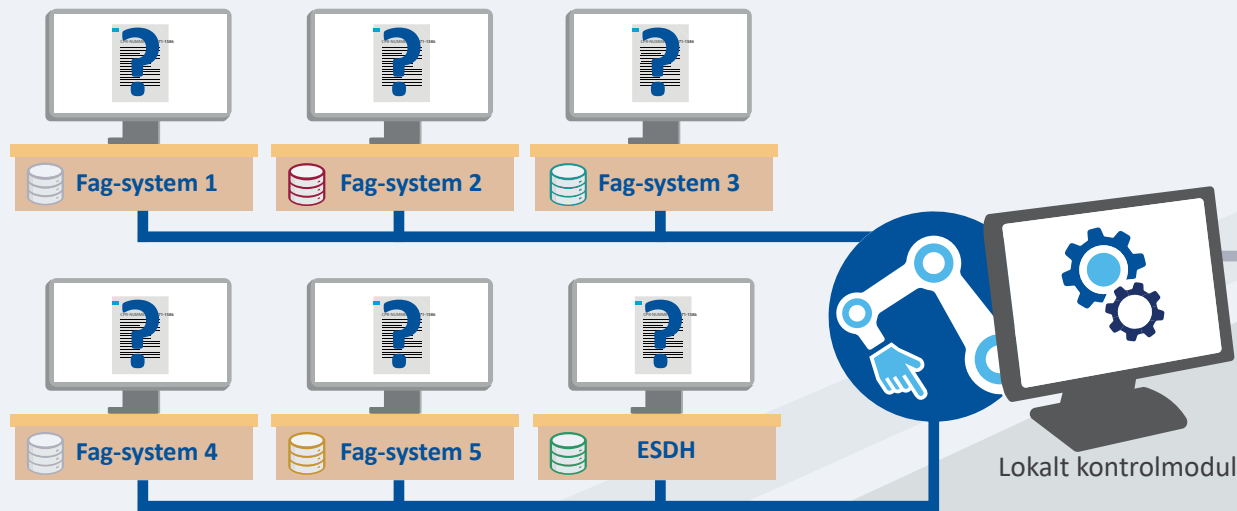 Fag-system 1
Fag-system 2
Fag-system 3
Fag-system 4
Fag-system 5
ESDH
Lokalt kontrolmodul